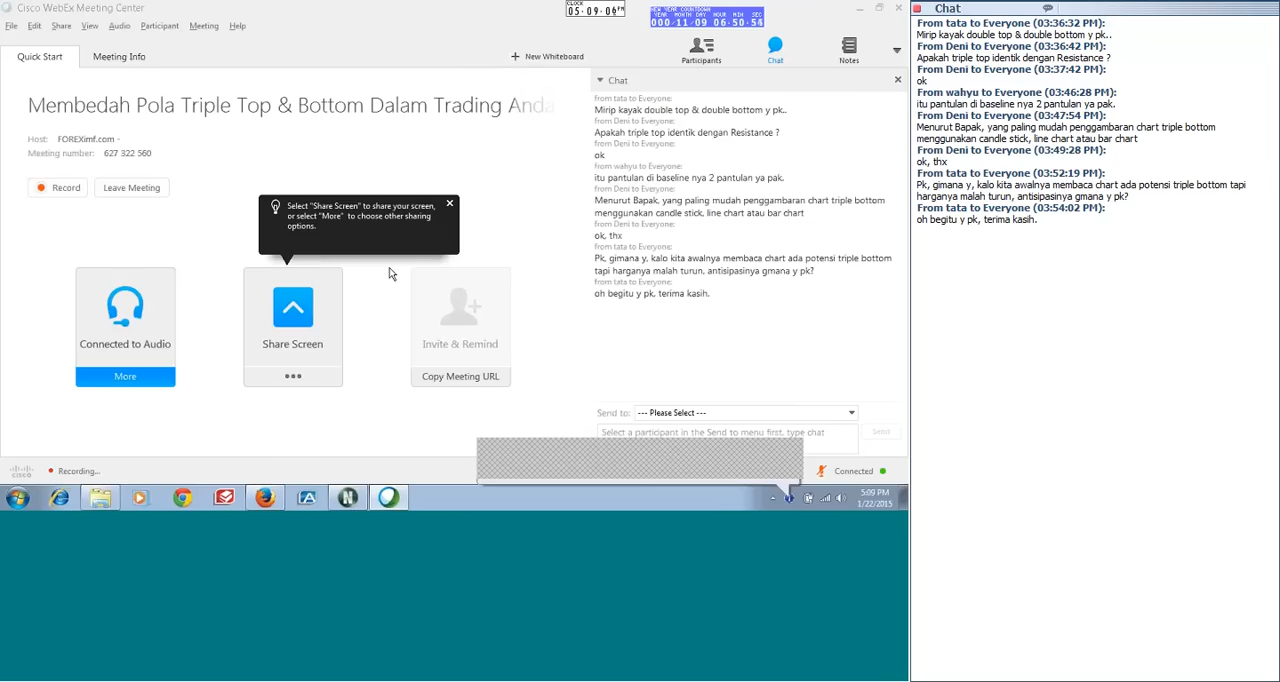 Cisco WebEx Meeting Center
CLOCK
05:09:06 PM
NEW YEAR COUNTDOWN
YEAR MONTH DAY HOUR MIN SEC
000/11/09 06:50:54
File Edit Share View Audio Participant Meeting Help
Quick Start Meeting Info
New Whiteboard
Participants Chat Notes
Membedah Pola Triple Top & Bottom Dalam Trading Anda
Host: FOREXimf.com -
Meeting number: 627 322 560
Record Leave Meeting
Select "Share Screen" to share your screen,
or select "More" to choose other sharing
options.
Connected to Audio
More
Share Screen
Invite & Remind
Copy Meeting URL
Chat
from tata to Everyone:
Mirip kayak double top & double bottom y pk..
from Deni to Everyone:
Apakah triple top identik dengan Resistance ?
from Deni to Everyone:
ok
from wahyu to Everyone:
itu pantulan di baseline nya 2 pantulan ya pak.
from Deni to Everyone:
Menurut Bapak, yang paling mudah penggambaran chart triple bottom
menggunakan candle stick, line chart atau bar chart
from Deni to Everyone:
ok, thx
from tata to Everyone:
Pk, gimana y, kalo kita awalnya membaca chart ada potensi triple bottom
tapi harganya malah turun, antisipasinya gmana y pk?
from tata to Everyone:
oh begitu y pk, terima kasih.
Send to: --- Please Select ---
Select a participant in the Send to menu first, type chat
Send
cisco
Recording...
Connected
5:09 PM
1/22/2015
Chat
From tata to Everyone (03:36:32 PM):
Mirip kayak double top & double bottom y pk..
From Deni to Everyone (03:36:42 PM):
Apakah triple top identik dengan Resistance ?
From Deni to Everyone (03:37:42 PM):
ok
From wahyu to Everyone (03:46:28 PM):
itu pantulan di baseline nya 2 pantulan ya pak.
From Deni to Everyone (03:47:54 PM):
Menurut Bapak, yang paling mudah penggambaran chart triple bottom
menggunakan candle stick, line chart atau bar chart
From Deni to Everyone (03:49:28 PM):
ok, thx
From tata to Everyone (03:52:19 PM):
Pk, gimana y, kalo kita awalnya membaca chart ada potensi triple bottom tapi
harganya malah turun, antisipasinya gmana y pk?
From tata to Everyone (03:54:02 PM):
oh begitu y pk, terima kasih.